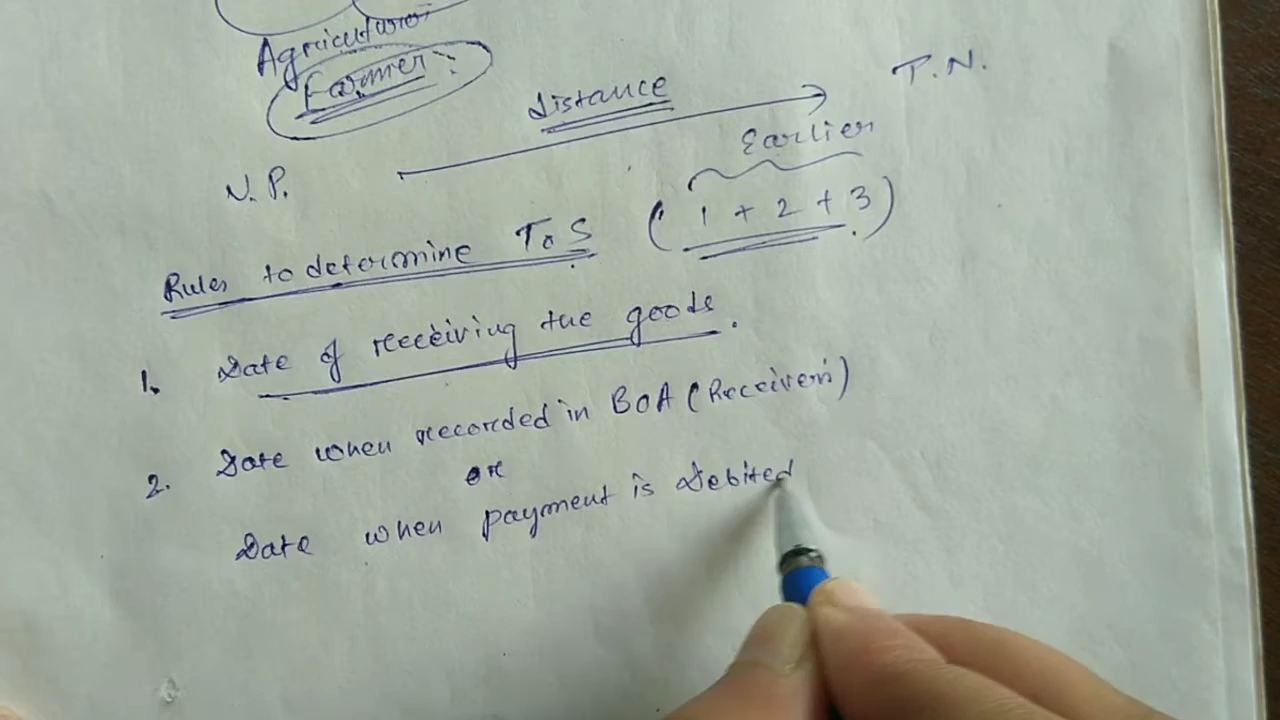 Agriculture.
Farmer
Distance
T.N.
N.P.
Earlier
Rules to determine ToS (1 + 2 + 3)
1. Date of receiving the goods.
2. Date when recorded in BOA (Receiver's)
or
Date when payment is Debited